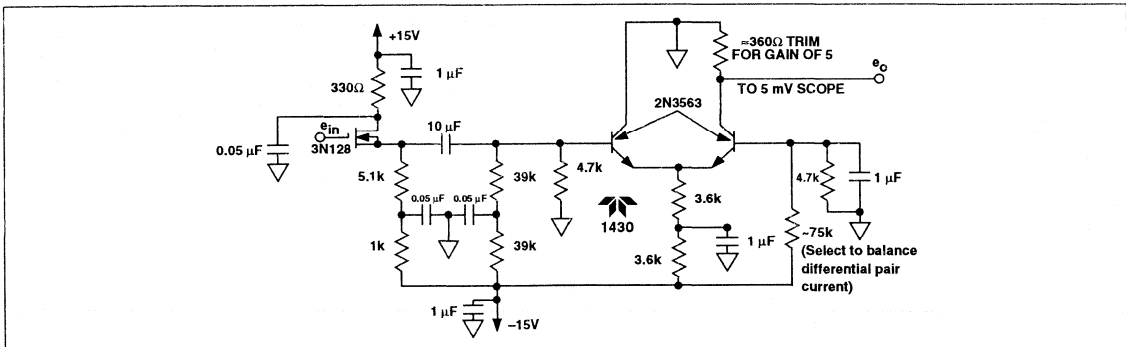 +15V
1 µF
330Ω
≈360Ω TRIM
FOR GAIN OF 5
eo
TO 5 mV SCOPE
2N3563
ein
3N128
0.05 µF
10 µF
5.1k
39k
4.7k
0.05 µF
0.05 µF
1k
39k
1430
3.6k
3.6k
1 µF
4.7k
1 µF
~75k
(Select to balance
differential pair
current)
1 µF
–15V